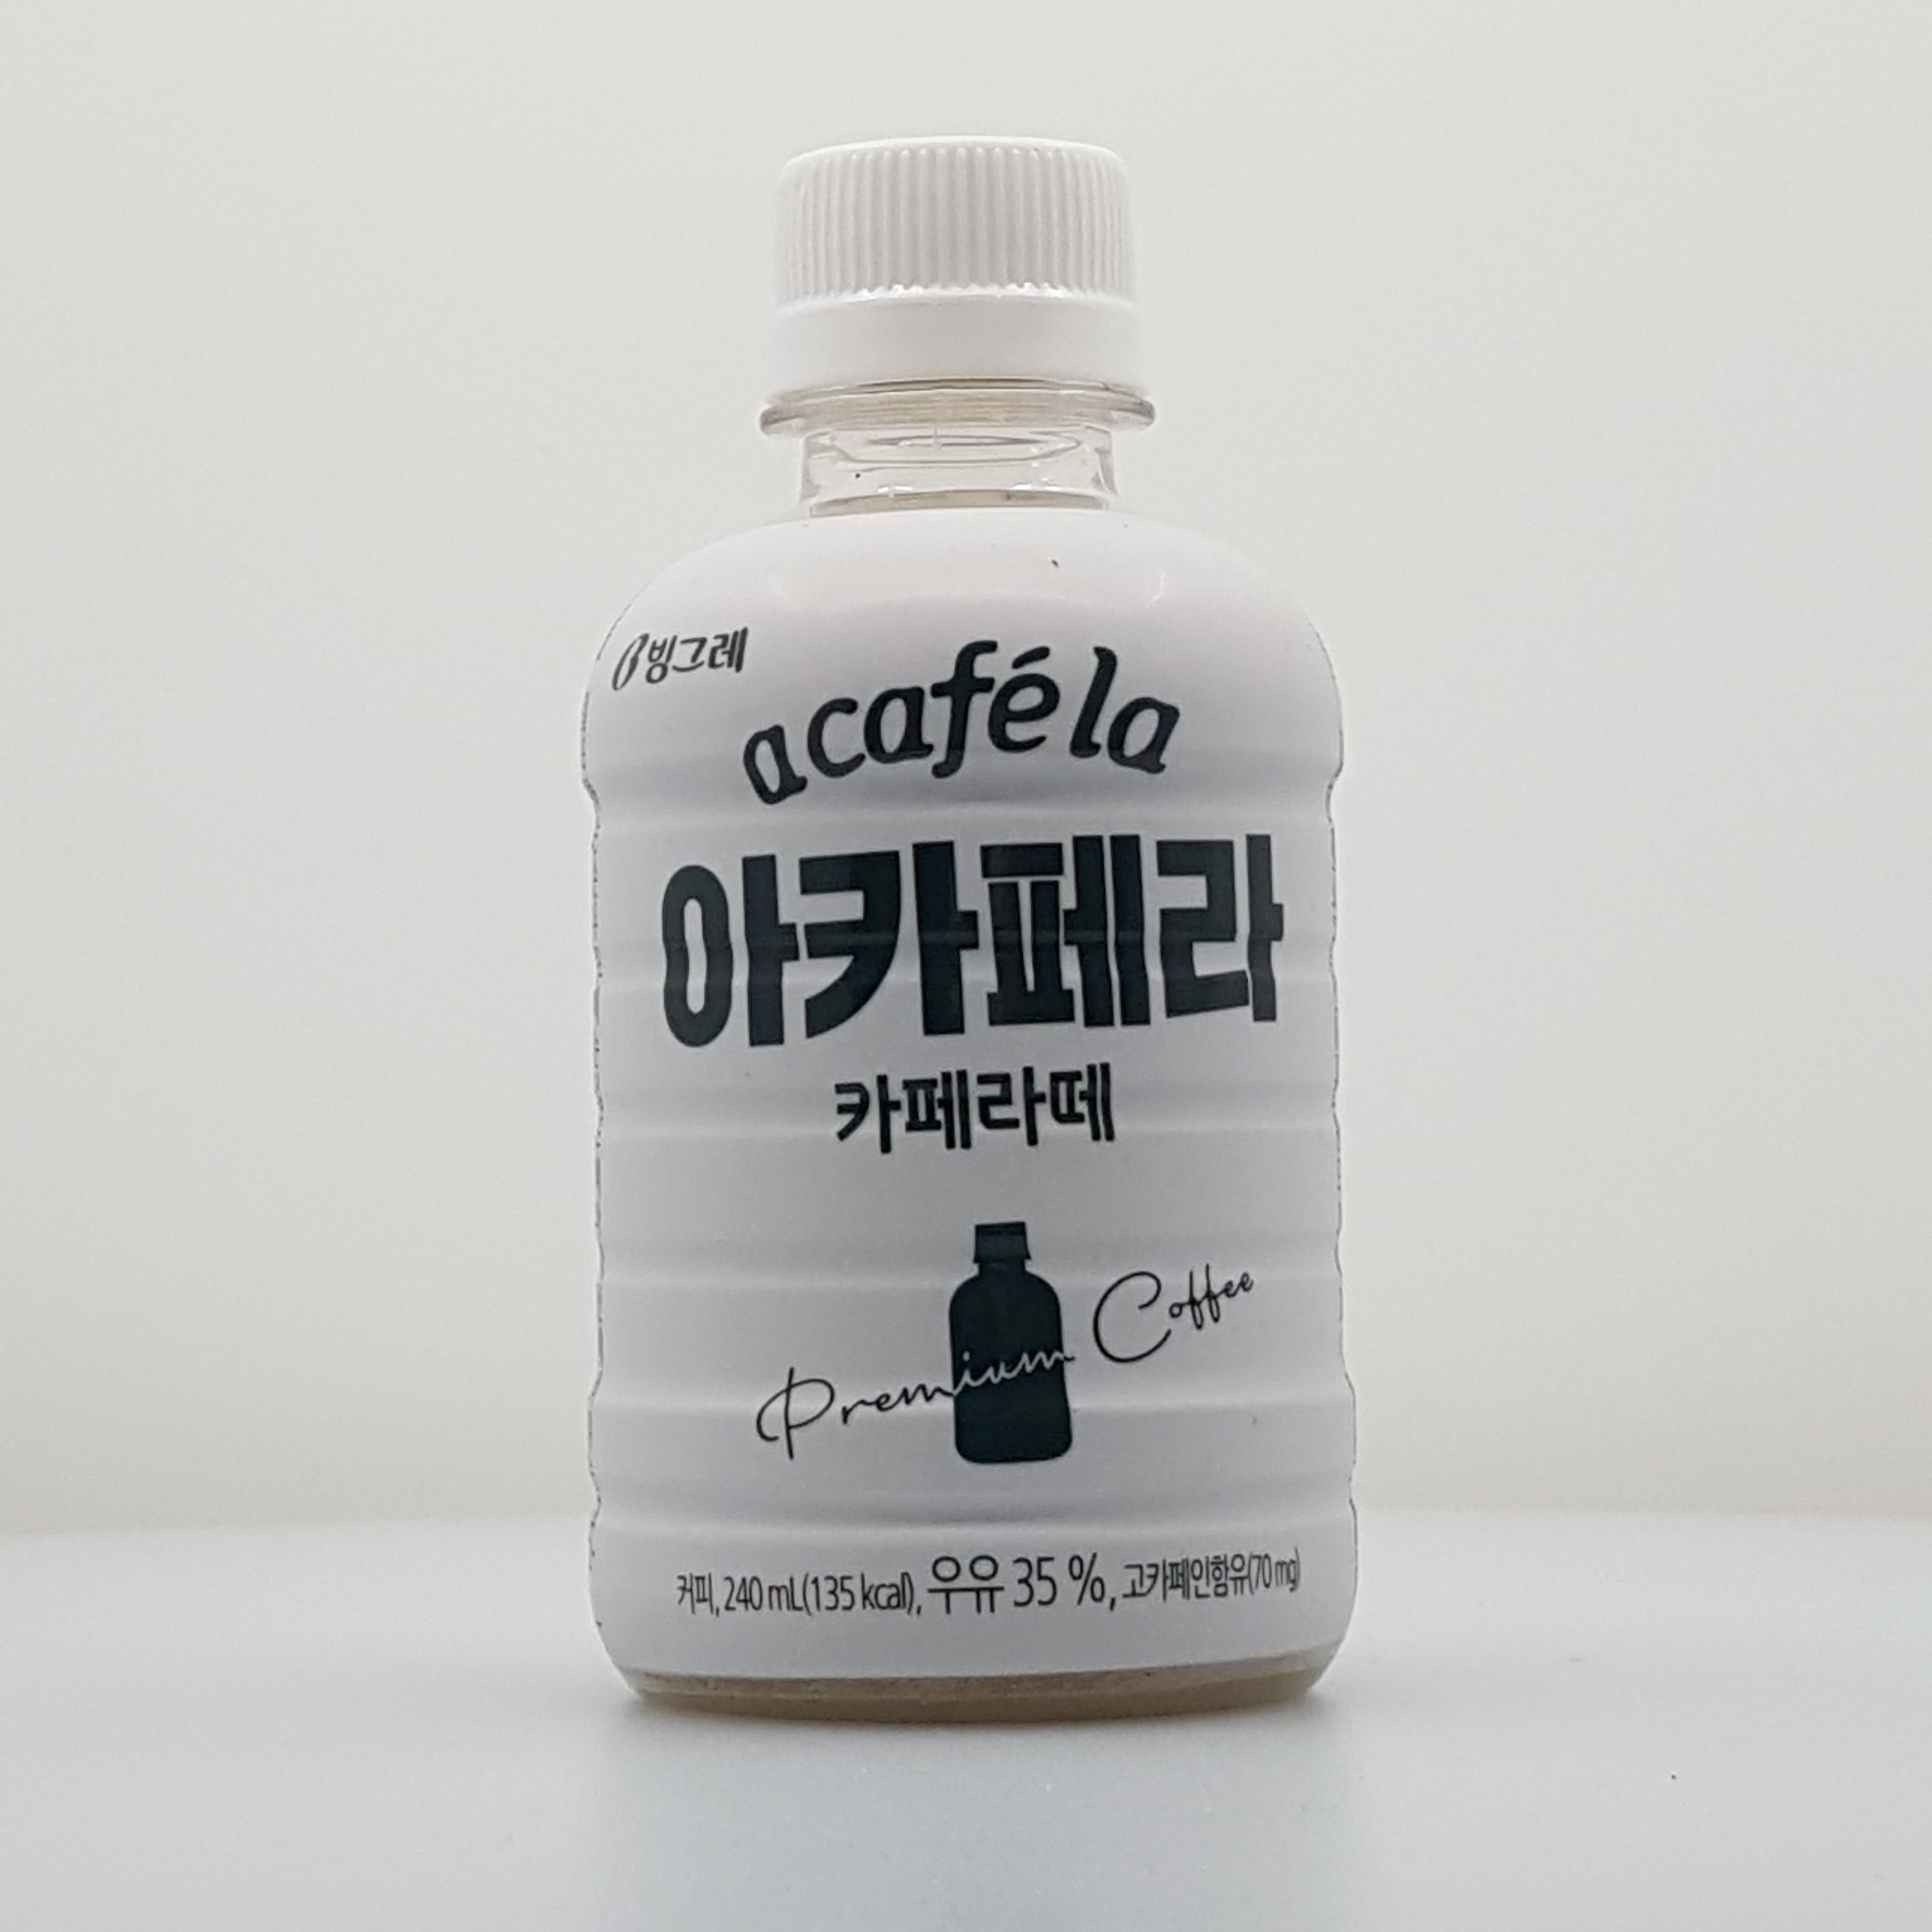 빙그레
a café la
아카페라
카페라떼
Premium Coffee
커피, 240 mL(135 kcal), 우유 35 %, 고카페인함유(70 mg)